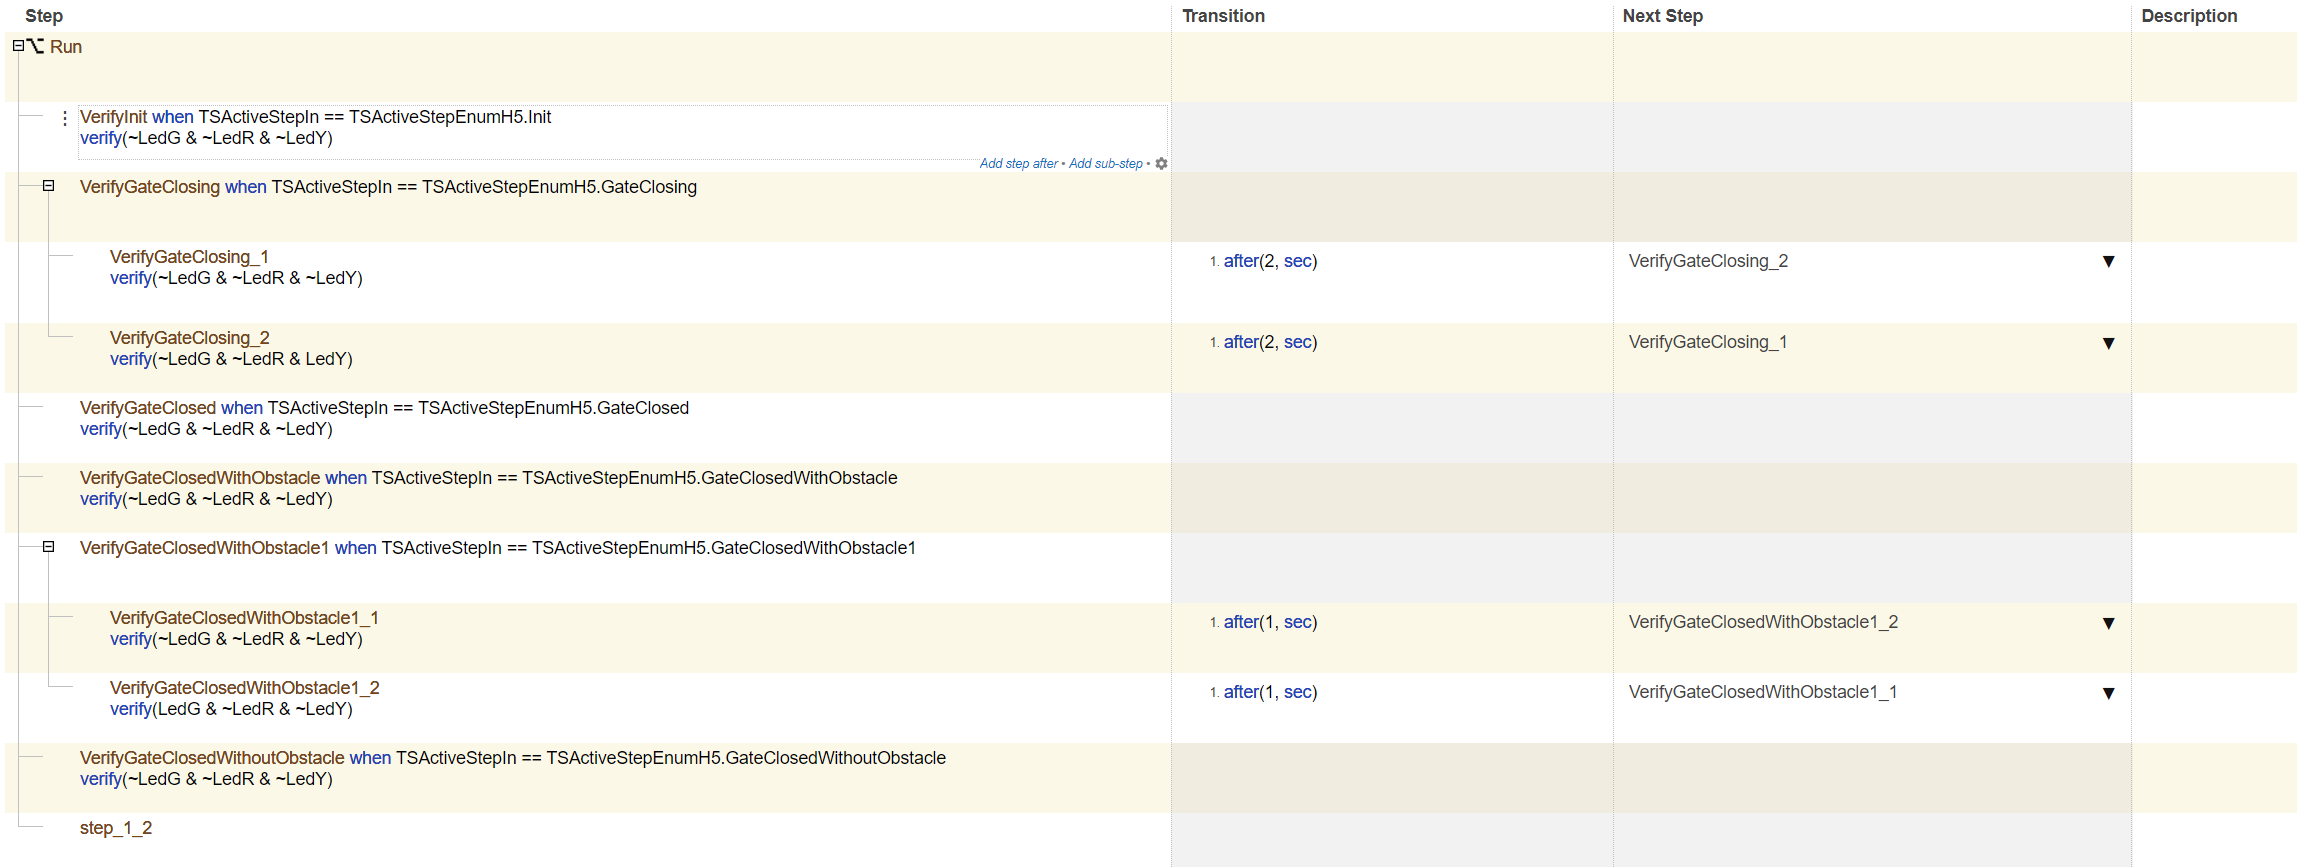 Step Transition Next Step Description
Run
VerifyInit when TSActiveStepIn == TSActiveStepEnumH5.Init
verify(~LedG & ~LedR & ~LedY)
Add step after • Add sub-step •
VerifyGateClosing when TSActiveStepIn == TSActiveStepEnumH5.GateClosing
VerifyGateClosing_1 1. after(2, sec) VerifyGateClosing_2
verify(~LedG & ~LedR & ~LedY)
VerifyGateClosing_2 1. after(2, sec) VerifyGateClosing_1
verify(~LedG & ~LedR & LedY)
VerifyGateClosed when TSActiveStepIn == TSActiveStepEnumH5.GateClosed
verify(~LedG & ~LedR & ~LedY)
VerifyGateClosedWithObstacle when TSActiveStepIn == TSActiveStepEnumH5.GateClosedWithObstacle
verify(~LedG & ~LedR & ~LedY)
VerifyGateClosedWithObstacle1 when TSActiveStepIn == TSActiveStepEnumH5.GateClosedWithObstacle1
VerifyGateClosedWithObstacle1_1 1. after(1, sec) VerifyGateClosedWithObstacle1_2
verify(~LedG & ~LedR & ~LedY)
VerifyGateClosedWithObstacle1_2 1. after(1, sec) VerifyGateClosedWithObstacle1_1
verify(LedG & ~LedR & ~LedY)
VerifyGateClosedWithoutObstacle when TSActiveStepIn == TSActiveStepEnumH5.GateClosedWithoutObstacle
verify(~LedG & ~LedR & ~LedY)
step_1_2